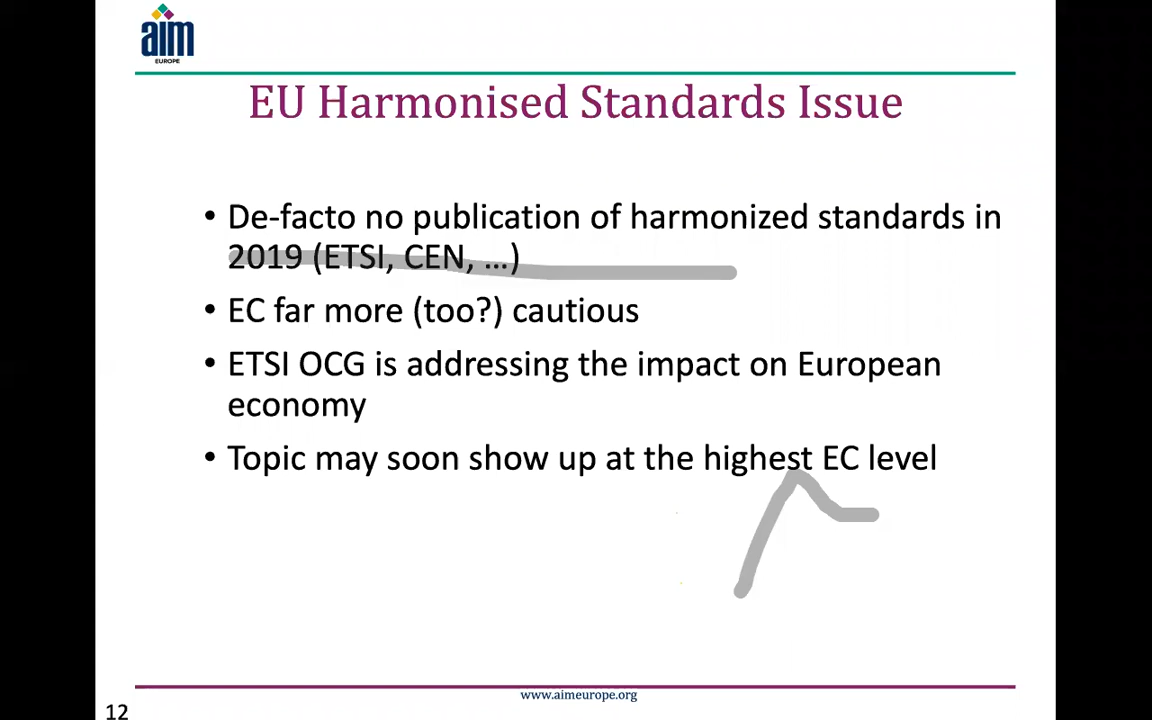 aim
EUROPE
EU Harmonised Standards Issue
• De-facto no publication of harmonized standards in
2019 (ETSI, CEN, ...)
• EC far more (too?) cautious
• ETSI OCG is addressing the impact on European
economy
• Topic may soon show up at the highest EC level
www.aimeurope.org
12